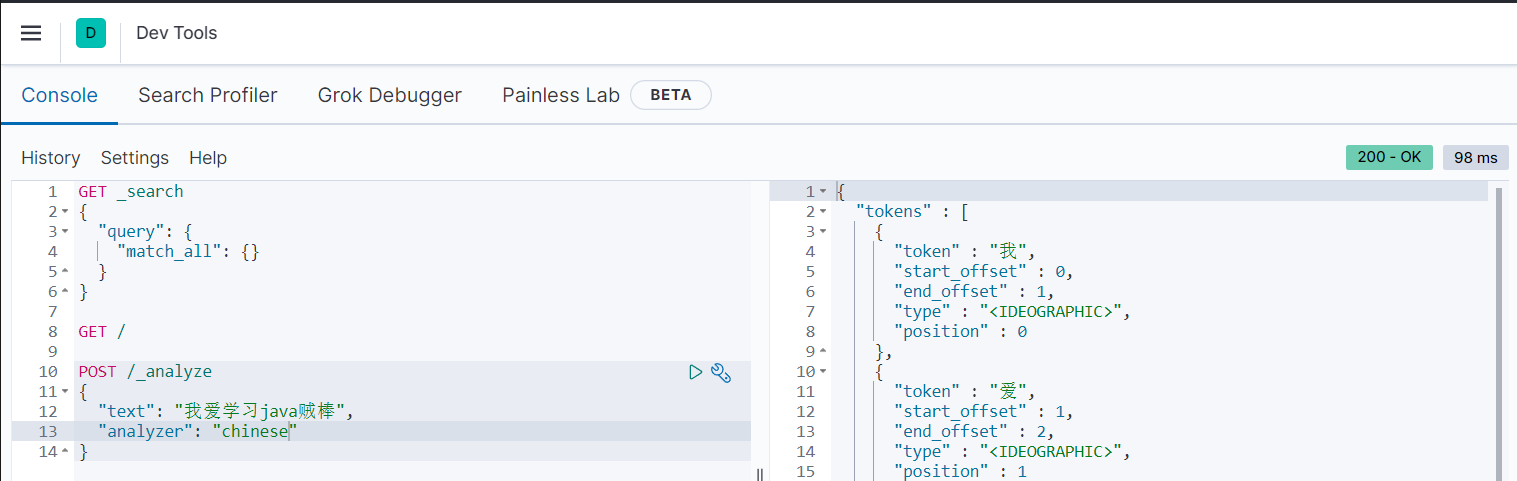 D Dev Tools
Console Search Profiler Grok Debugger Painless Lab BETA
History Settings Help 200 - OK 98 ms
1 GET _search
2 {
3 "query": {
4 "match_all": {}
5 }
6 }
7
8 GET /
9
10 POST /_analyze
11 {
12 "text": "我爱学习java贼棒",
13 "analyzer": "chinese"
14 }
1 {
2 "tokens" : [
3 {
4 "token" : "我",
5 "start_offset" : 0,
6 "end_offset" : 1,
7 "type" : "<IDEOGRAPHIC>",
8 "position" : 0
9 },
10 {
11 "token" : "爱",
12 "start_offset" : 1,
13 "end_offset" : 2,
14 "type" : "<IDEOGRAPHIC>",
15 "position" : 1